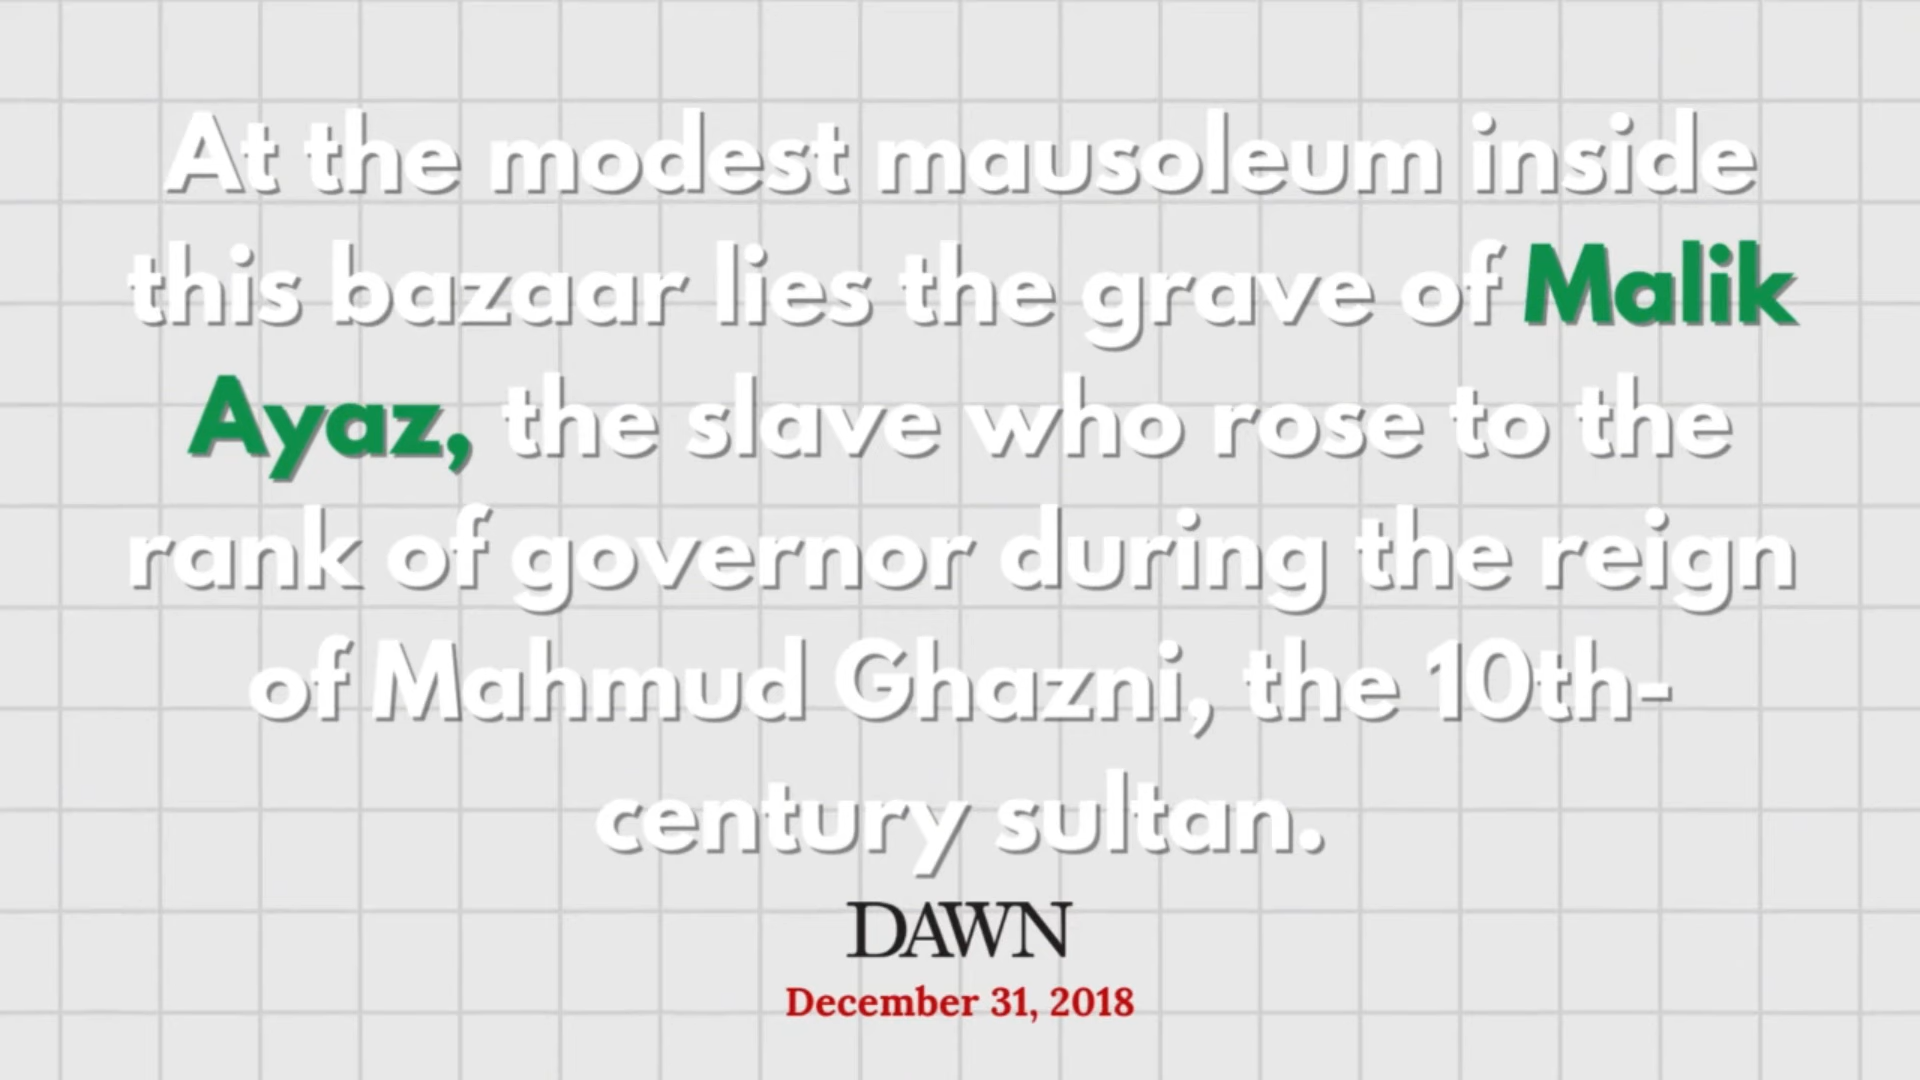 At the modest mausoleum inside
this bazaar lies the grave of Malik
Ayaz, the slave who rose to the
rank of governor during the reign
of Mahmud Ghazni, the 10th-
century sultan.
DAWN
December 31, 2018